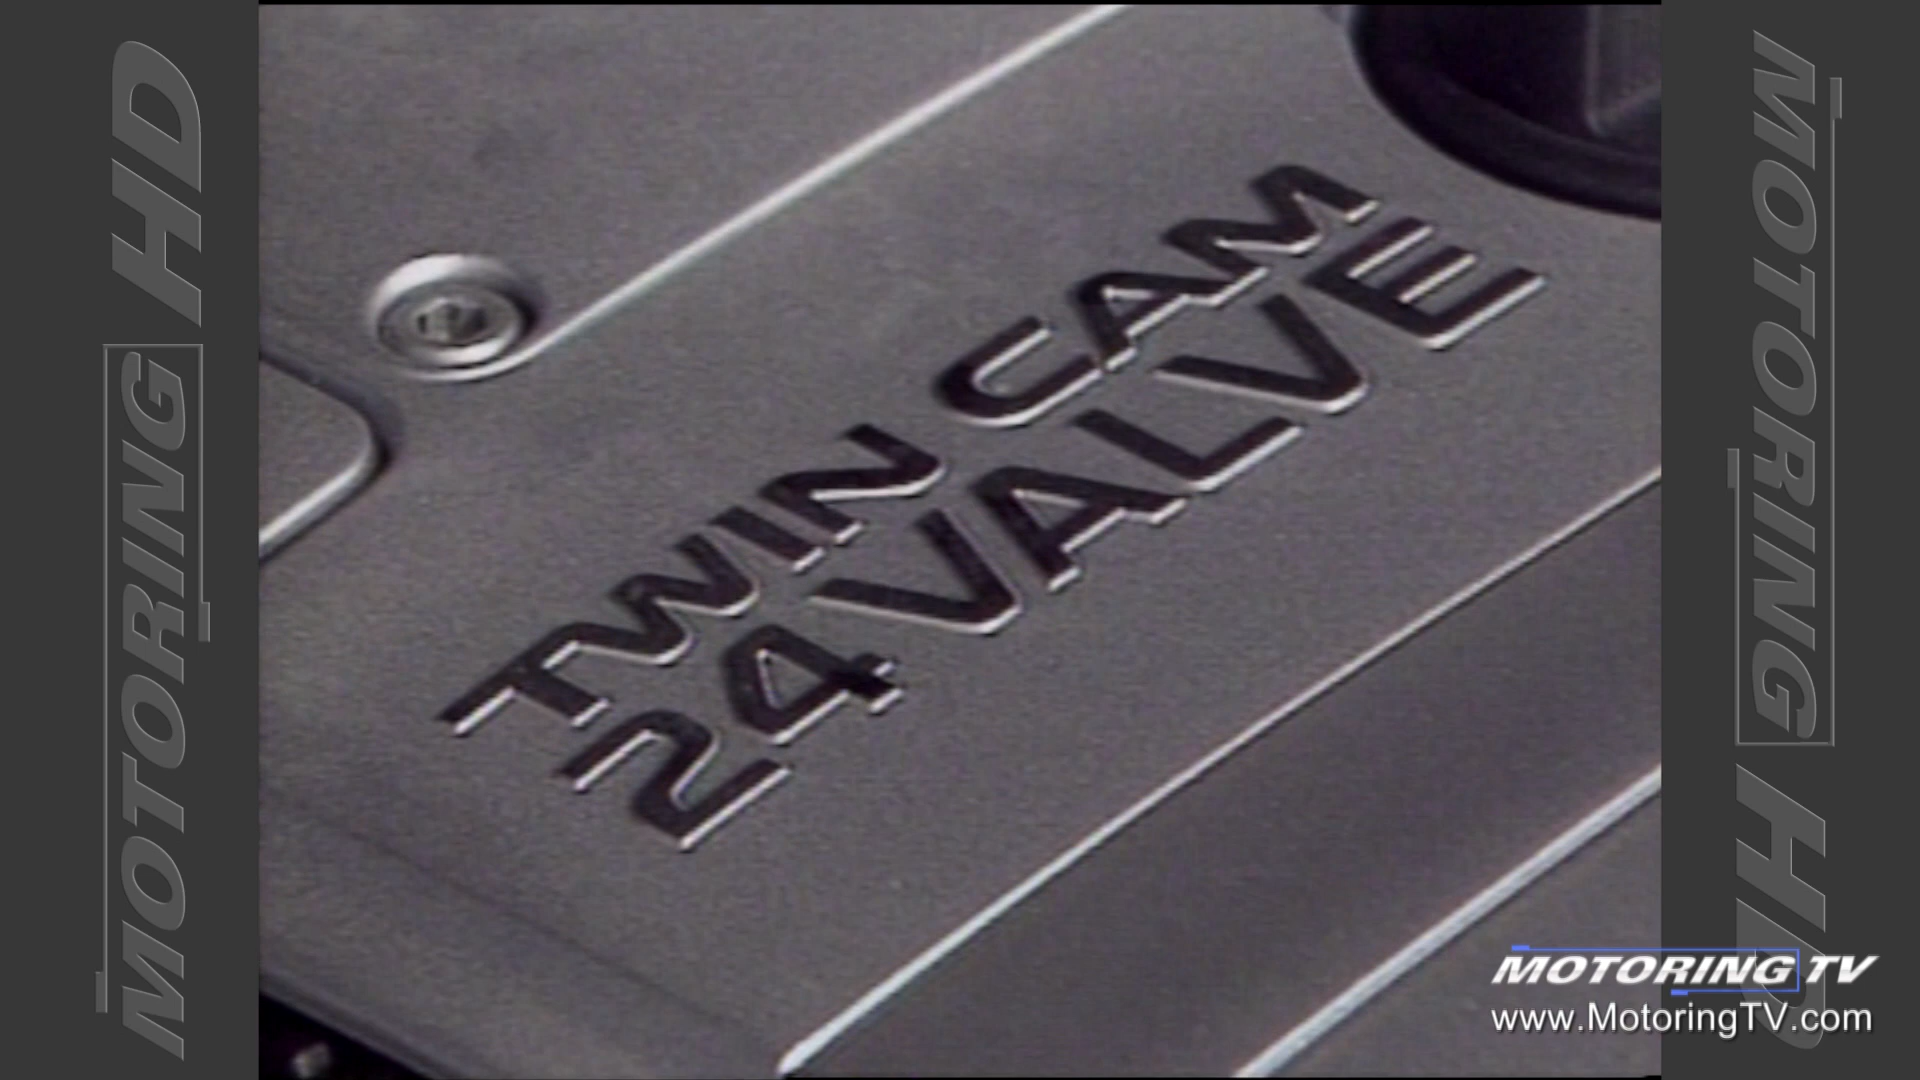 MOTORING HD
TWIN CAM
24 VALVE
MOTORING HD
MOTORING TV
www.MotoringTV.com